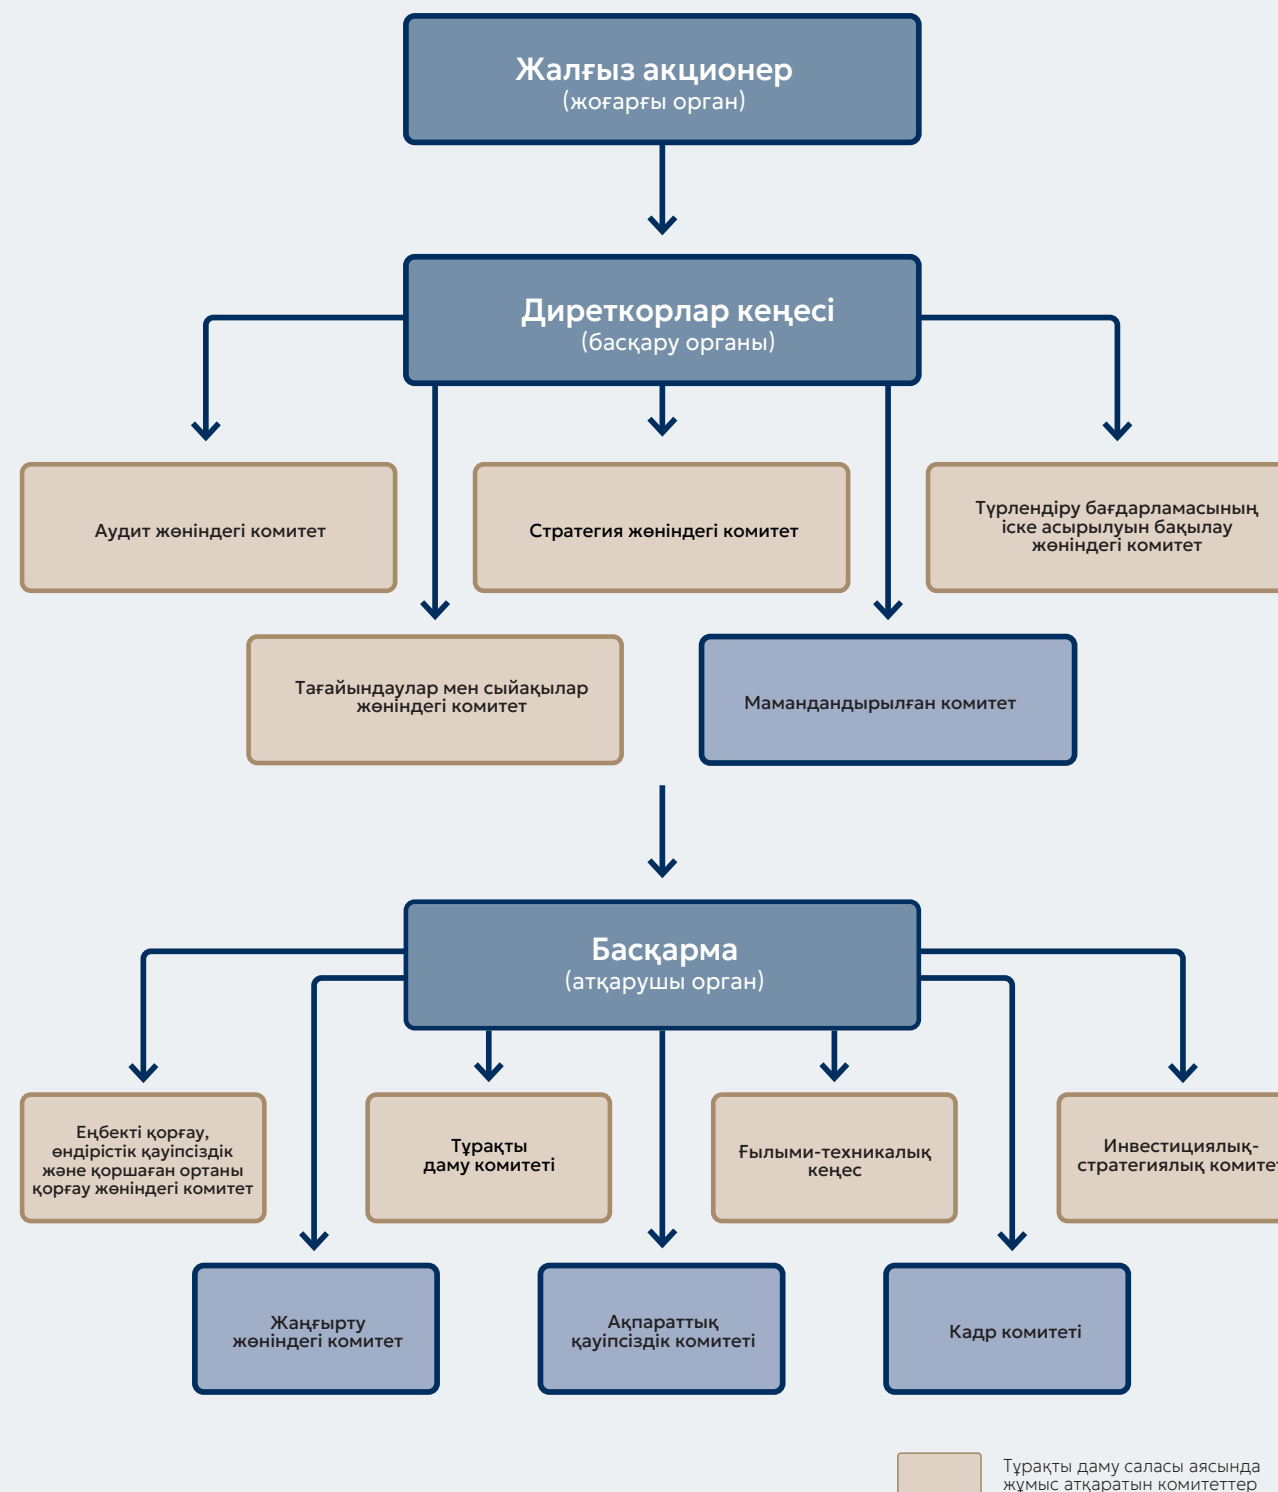 Жалғыз акционер
(жоғарғы орган)
Диреткорлар кеңесі
(басқару органы)
Аудит жөніндегі комитет
Стратегия жөніндегі комитет
Түрлендіру бағдарламасының
іске асырылуын бақылау
жөніндегі комитет
Тағайындаулар мен сыйақылар
жөніндегі комитет
Мамандандырылған комитет
Басқарма
(атқарушы орган)
Еңбекті қорғау,
өндірістік қауіпсіздік
және қоршаған ортаны
қорғау жөніндегі комитет
Тұрақты
даму комитеті
Ғылыми-техникалық
кеңес
Инвестициялық-
стратегиялық комитет
Жаңғырту
жөніндегі комитет
Ақпараттық
қауіпсіздік комитеті
Кадр комитеті
Тұрақты даму саласы аясында
жұмыс атқаратын комитеттер